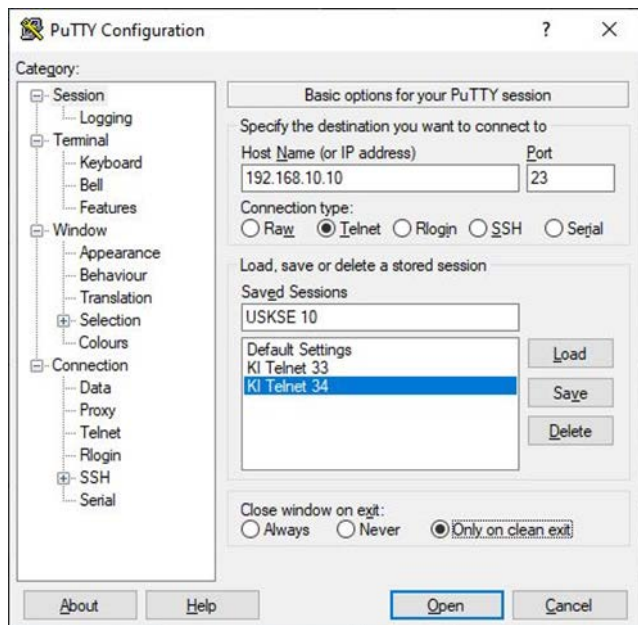 PuTTY Configuration
?
Category:
Session
Logging
Terminal
Keyboard
Bell
Features
Window
Appearance
Behaviour
Translation
Selection
Colours
Connection
Data
Proxy
Telnet
Rlogin
SSH
Serial
Basic options for your PuTTY session
Specify the destination you want to connect to
Host Name (or IP address) Port
192.168.10.10 23
Connection type:
Raw Telnet Rlogin SSH Serial
Load, save or delete a stored session
Saved Sessions
USKSE 10
Default Settings
KI Telnet 33
KI Telnet 34
Load
Save
Delete
Close window on exit:
Always Never Only on clean exit
About Help Open Cancel